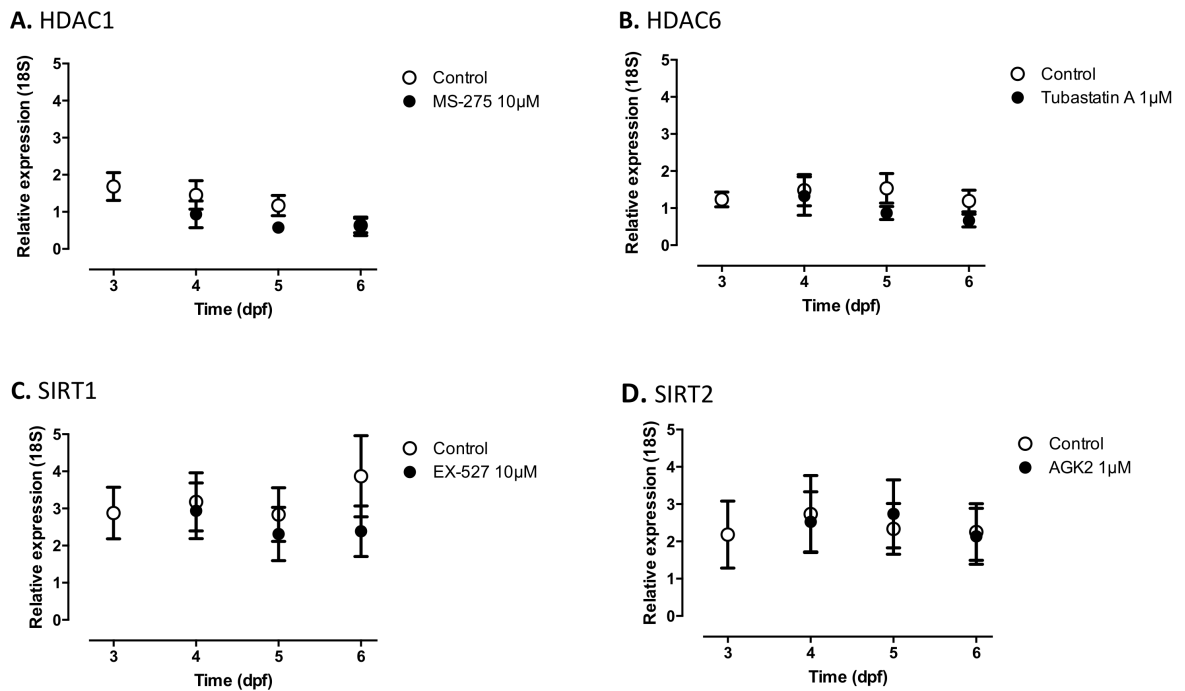 A. HDAC1
Relative expression (18S)
5
4
3
2
1
0
3 4 5 6
Time (dpf)
Control
MS-275 10µM
B. HDAC6
Relative expression (18S)
5
4
3
2
1
0
3 4 5 6
Time (dpf)
Control
Tubastatin A 1µM
C. SIRT1
Relative expression (18S)
5
4
3
2
1
0
3 4 5 6
Time (dpf)
Control
EX-527 10µM
D. SIRT2
Relative expression (18S)
5
4
3
2
1
0
3 4 5 6
Time (dpf)
Control
AGK2 1µM